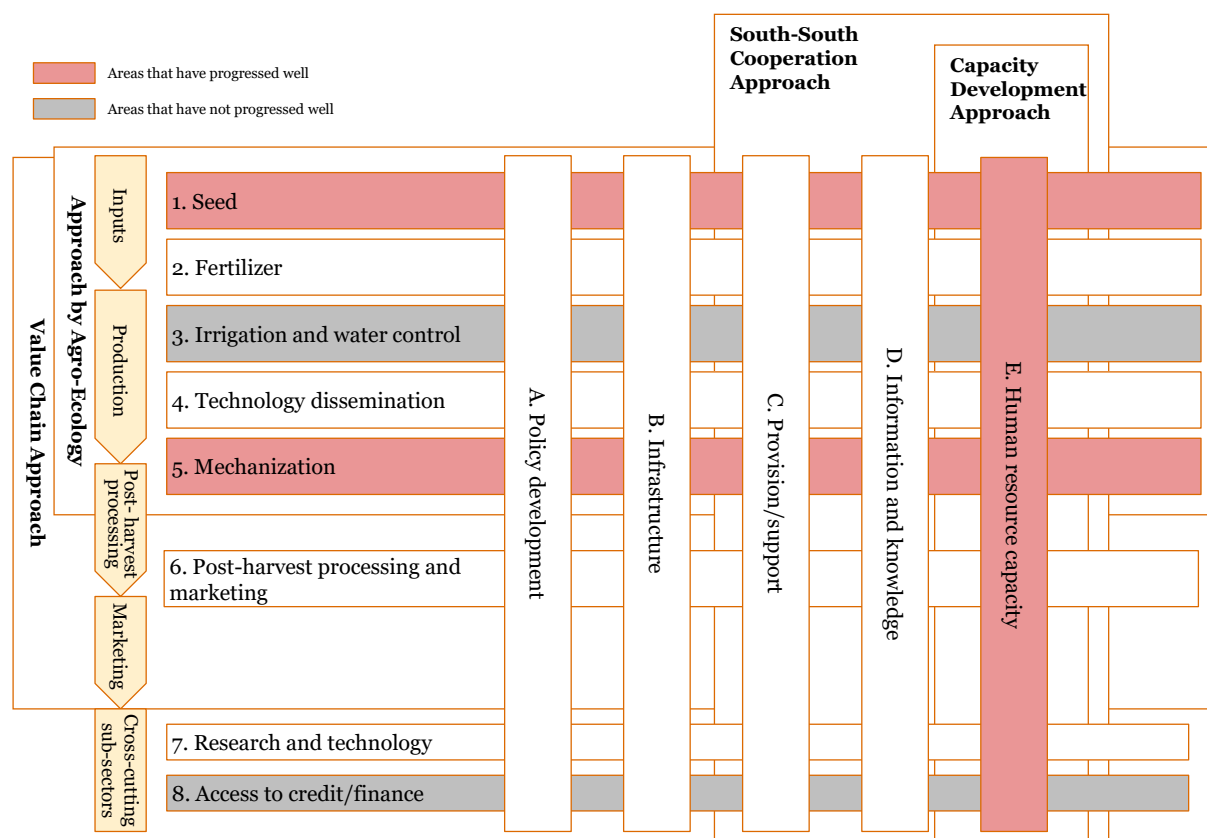 South-South
Cooperation
Approach
Capacity
Development
Approach
Areas that have progressed well
Areas that have not progressed well
Value Chain Approach
Approach by Agro-Ecology
Inputs
Production
Post- harvest
processing
Marketing
Cross-cutting
sub-sectors
1. Seed
2. Fertilizer
3. Irrigation and water control
4. Technology dissemination
5. Mechanization
6. Post-harvest processing and
marketing
7. Research and technology
8. Access to credit/finance
A. Policy development
B. Infrastructure
C. Provision/support
D. Information and knowledge
E. Human resource capacity